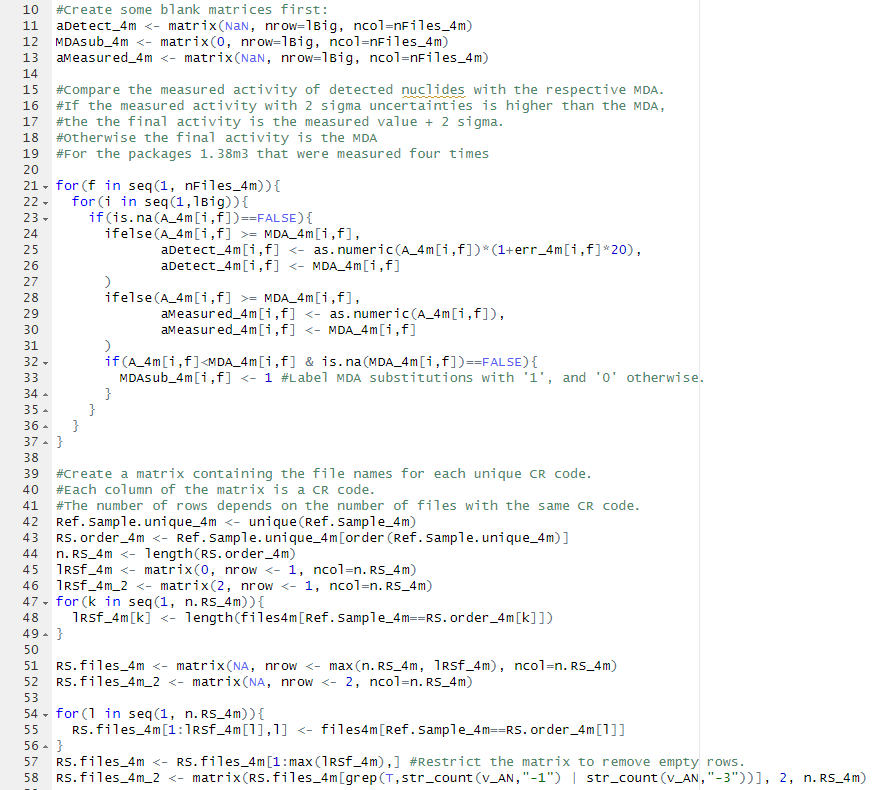 10 #Create some blank matrices first:
11 aDetect_4m <- matrix(NaN, nrow=lBig, ncol=nFiles_4m)
12 MDAsub_4m <- matrix(0, nrow=lBig, ncol=nFiles_4m)
13 aMeasured_4m <- matrix(NaN, nrow=lBig, ncol=nFiles_4m)
14
15 #Compare the measured activity of detected nuclides with the respective MDA.
16 #If the measured activity with 2 sigma uncertainties is higher than the MDA,
17 #the the final activity is the measured value + 2 sigma.
18 #Otherwise the final activity is the MDA
19 #For the packages 1.38m3 that were measured four times
20
21 for(f in seq(1, nFiles_4m)){
22 for(i in seq(1,lBig)){
23 if(is.na(A_4m[i,f])==FALSE){
24 ifelse(A_4m[i,f] >= MDA_4m[i,f],
25 aDetect_4m[i,f] <- as.numeric(A_4m[i,f])*(1+err_4m[i,f]*20),
26 aDetect_4m[i,f] <- MDA_4m[i,f]
27 )
28 ifelse(A_4m[i,f] >= MDA_4m[i,f],
29 aMeasured_4m[i,f] <- as.numeric(A_4m[i,f]),
30 aMeasured_4m[i,f] <- MDA_4m[i,f]
31 )
32 if(A_4m[i,f]<MDA_4m[i,f] & is.na(MDA_4m[i,f])==FALSE){
33 MDAsub_4m[i,f] <- 1 #Label MDA substitutions with '1', and '0' otherwise.
34 }
35 }
36 }
37 }
38
39 #Create a matrix containing the file names for each unique CR code.
40 #Each column of the matrix is a CR code.
41 #The number of rows depends on the number of files with the same CR code.
42 Ref.Sample.unique_4m <- unique(Ref.Sample_4m)
43 RS.order_4m <- Ref.Sample.unique_4m[order(Ref.Sample.unique_4m)]
44 n.RS_4m <- length(RS.order_4m)
45 lRSf_4m <- matrix(0, nrow <- 1, ncol=n.RS_4m)
46 lRSf_4m_2 <- matrix(2, nrow <- 1, ncol=n.RS_4m)
47 for(k in seq(1, n.RS_4m)){
48 lRSf_4m[k] <- length(files4m[Ref.Sample_4m==RS.order_4m[k]])
49 }
50
51 RS.files_4m <- matrix(NA, nrow <- max(n.RS_4m, lRSf_4m), ncol=n.RS_4m)
52 RS.files_4m_2 <- matrix(NA, nrow <- 2, ncol=n.RS_4m)
53
54 for(l in seq(1, n.RS_4m)){
55 RS.files_4m[1:lRSf_4m[l],l] <- files4m[Ref.Sample_4m==RS.order_4m[l]]
56 }
57 RS.files_4m <- RS.files_4m[1:max(lRSf_4m),] #Restrict the matrix to remove empty rows.
58 RS.files_4m_2 <- matrix(RS.files_4m[grep(T,str_count(v_AN,"-1") | str_count(v_AN,"-3"))], 2, n.RS_4m)